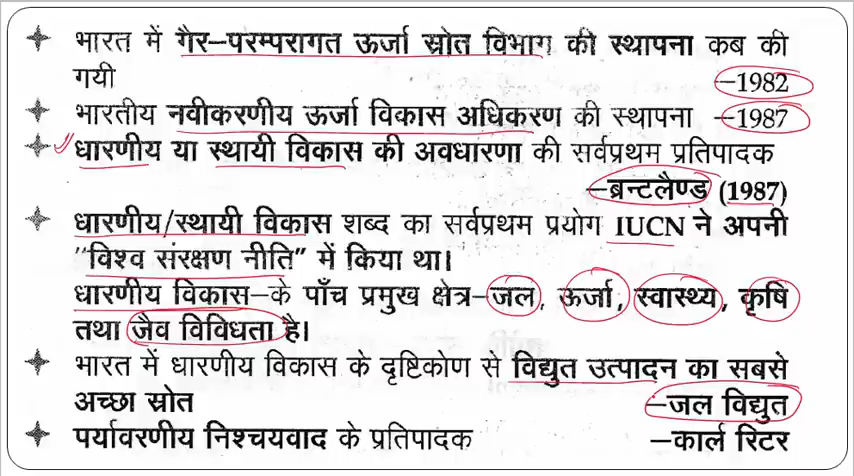 भारत में गैर–परम्परागत ऊर्जा स्रोत विभाग की स्थापना कब की
गयी –1982
भारतीय नवीकरणीय ऊर्जा विकास अधिकरण की स्थापना –1987
धारणीय या स्थायी विकास की अवधारणा की सर्वप्रथम प्रतिपादक
–ब्रन्टलैण्ड (1987)
धारणीय/स्थायी विकास शब्द का सर्वप्रथम प्रयोग IUCN ने अपनी
"विश्व संरक्षण नीति" में किया था।
धारणीय विकास–के पाँच प्रमुख क्षेत्र–जल, ऊर्जा, स्वास्थ्य, कृषि
तथा जैव विविधता है।
भारत में धारणीय विकास के दृष्टिकोण से विद्युत उत्पादन का सबसे
अच्छा स्रोत –जल विद्युत
पर्यावरणीय निश्चयवाद के प्रतिपादक –कार्ल रिटर